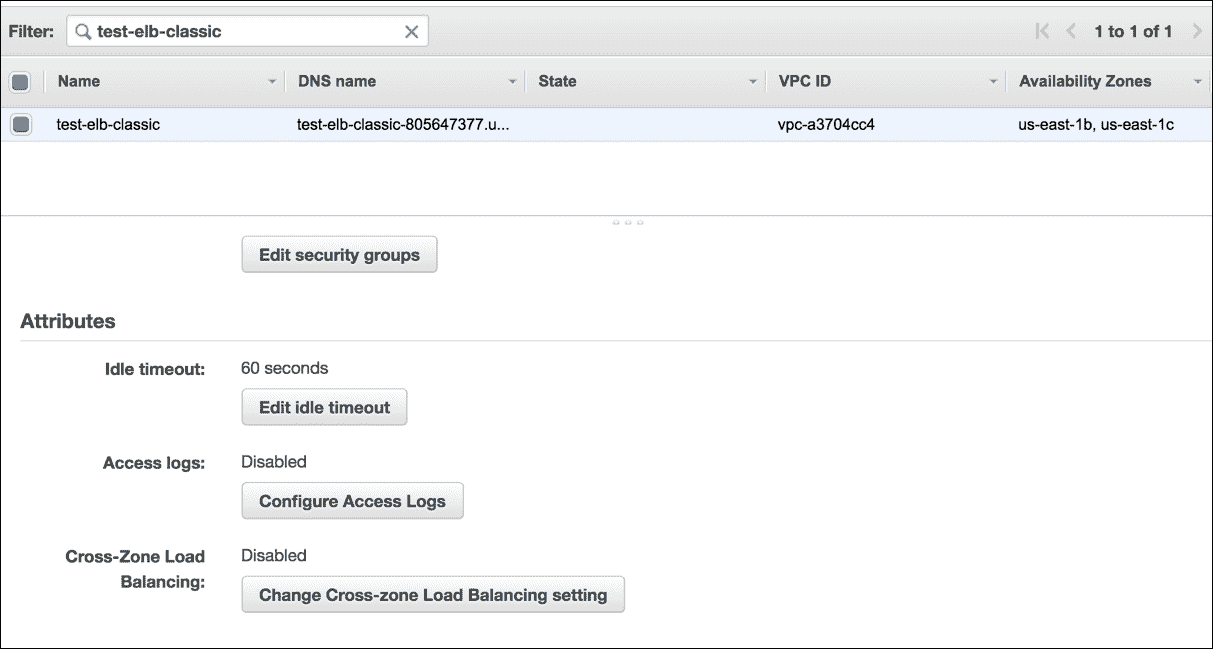 Filter: test-elb-classic 1 to 1 of 1
Name DNS name State VPC ID Availability Zones
test-elb-classic test-elb-classic-805647377.u... vpc-a3704cc4 us-east-1b, us-east-1c
Edit security groups
Attributes
Idle timeout: 60 seconds
Edit idle timeout
Access logs: Disabled
Configure Access Logs
Cross-Zone Load Disabled
Balancing:
Change Cross-zone Load Balancing setting